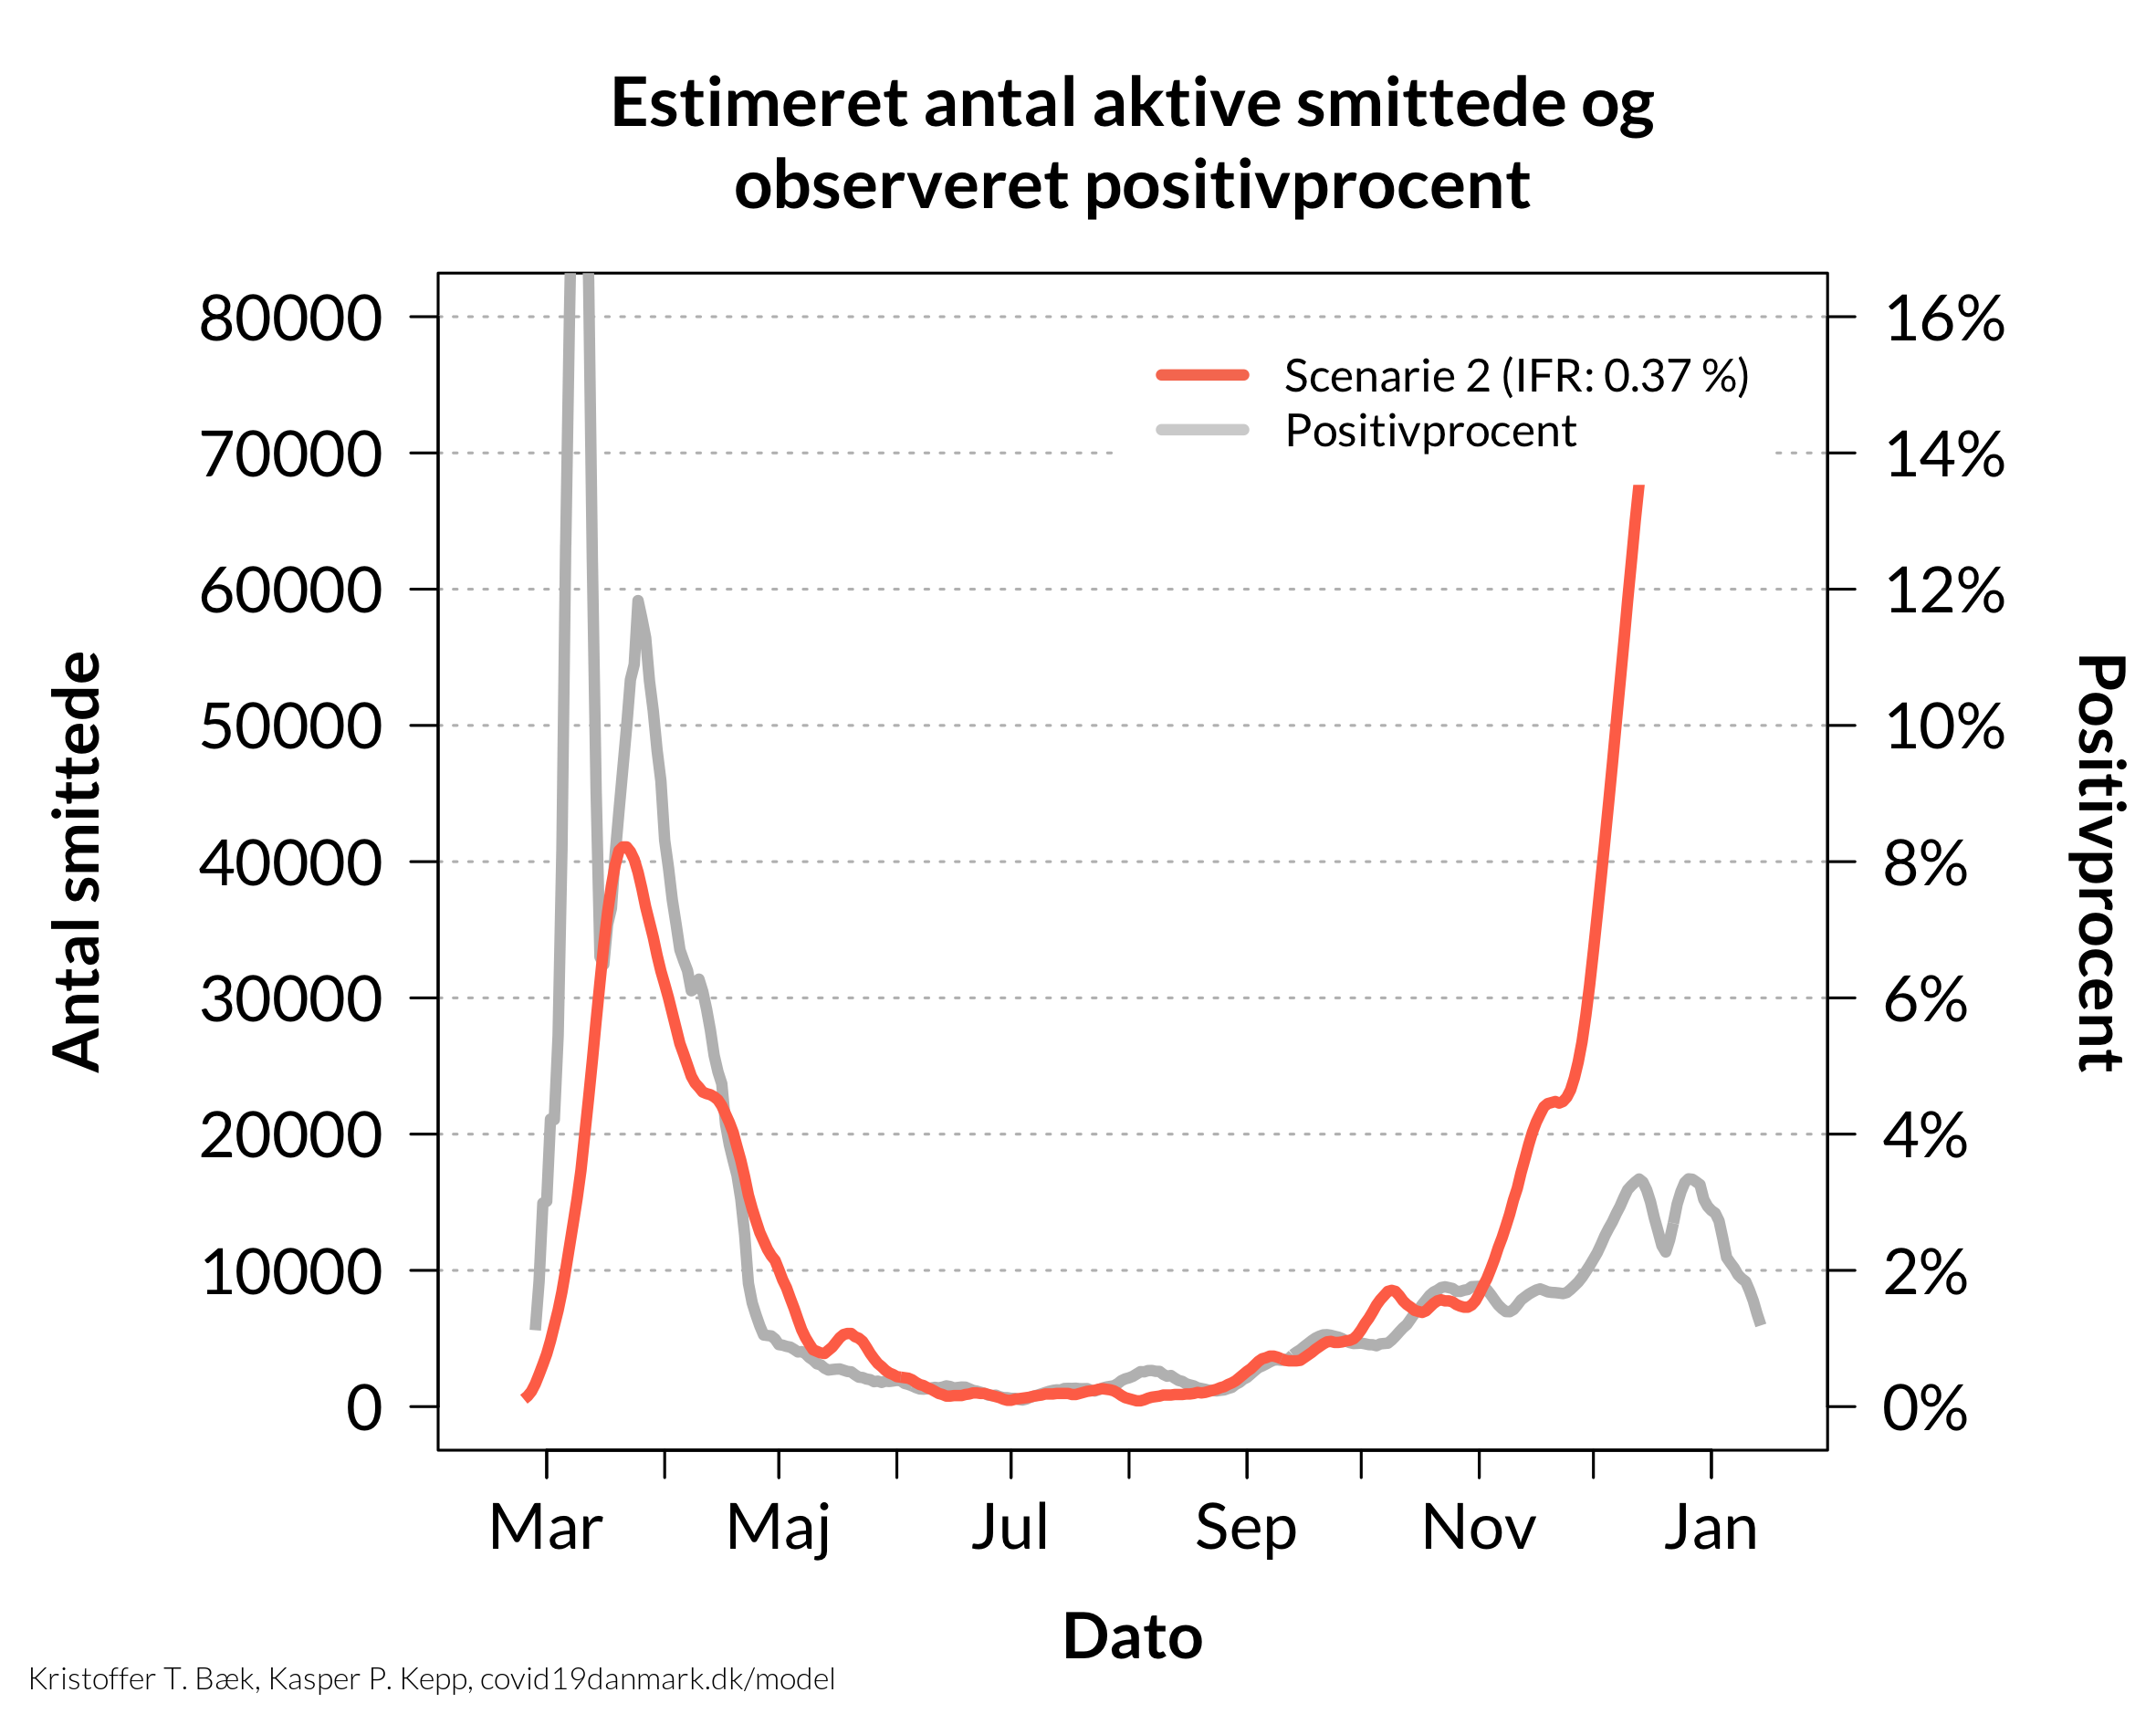 Estimeret antal aktive smittede og
observeret positivprocent
80000
70000
60000
50000
40000
30000
20000
10000
0
Antal smittede
16%
14%
12%
10%
8%
6%
4%
2%
0%
Positivprocent
Scenarie 2 (IFR: 0.37 %)
Positivprocent
Mar Maj Jul Sep Nov Jan
Dato
Kristoffer T. Bæk, Kasper P. Kepp, covid19danmark.dk/model